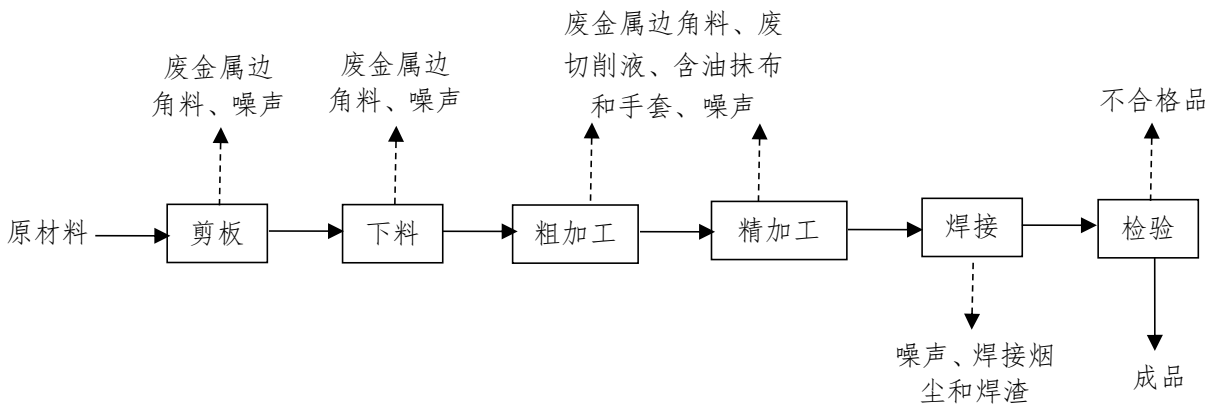 废金属边
角料、噪声
废金属边
角料、噪声
废金属边角料、废
切削液、含油抹布
和手套、噪声
不合格品
原材料
剪板
下料
粗加工
精加工
焊接
检验
噪声、焊接烟
尘和焊渣
成品